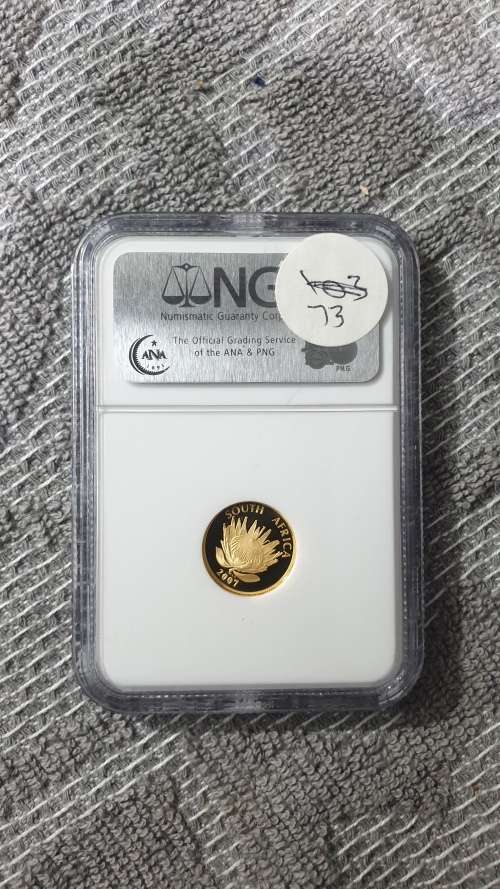 NG
Numismatic Guaranty Corp
The Official Grading Service
of the ANA & PNG
ANA
PNG
73
SOUTH AFRICA
2007